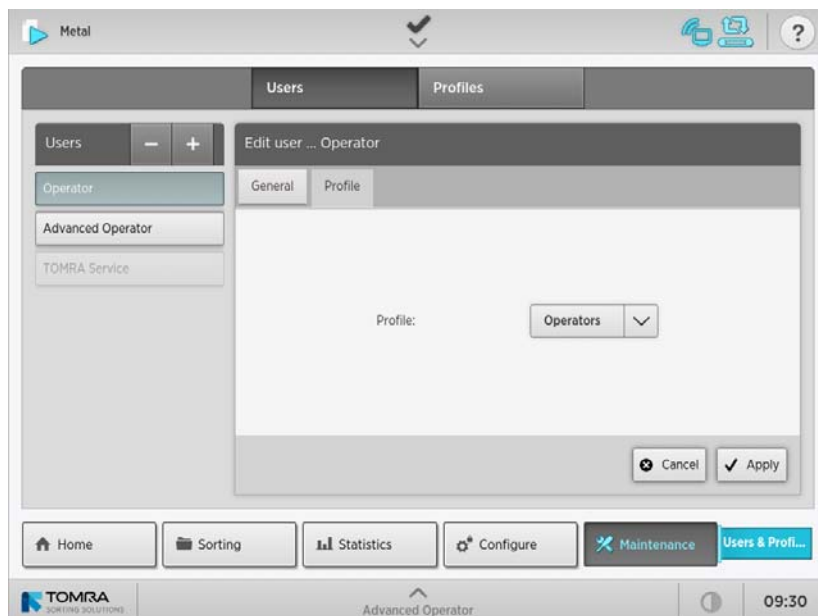 Metal
?
Users
Profiles
Users
Edit user ... Operator
Operator
General
Profile
Advanced Operator
TOMRA Service
Profile:
Operators
Cancel
Apply
Home
Sorting
Statistics
Configure
Maintenance
Users & Profi...
TOMRA
SORTING SOLUTIONS
Advanced Operator
09:30